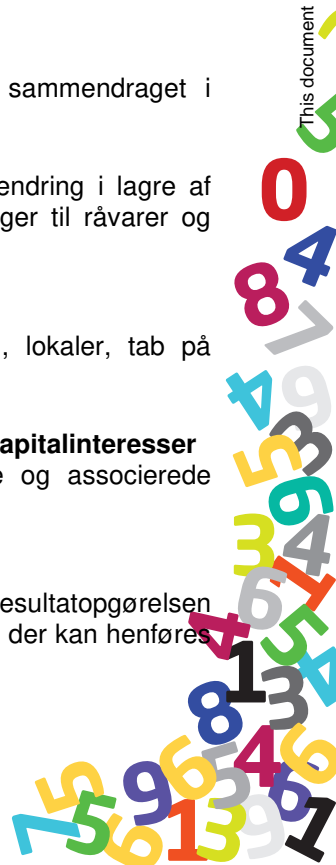 This document
sammendraget i
endring i lagre af
ger til råvarer og
, lokaler, tab på
apitalinteresser
e og associerede
esultatopgørelsen
der kan henføres